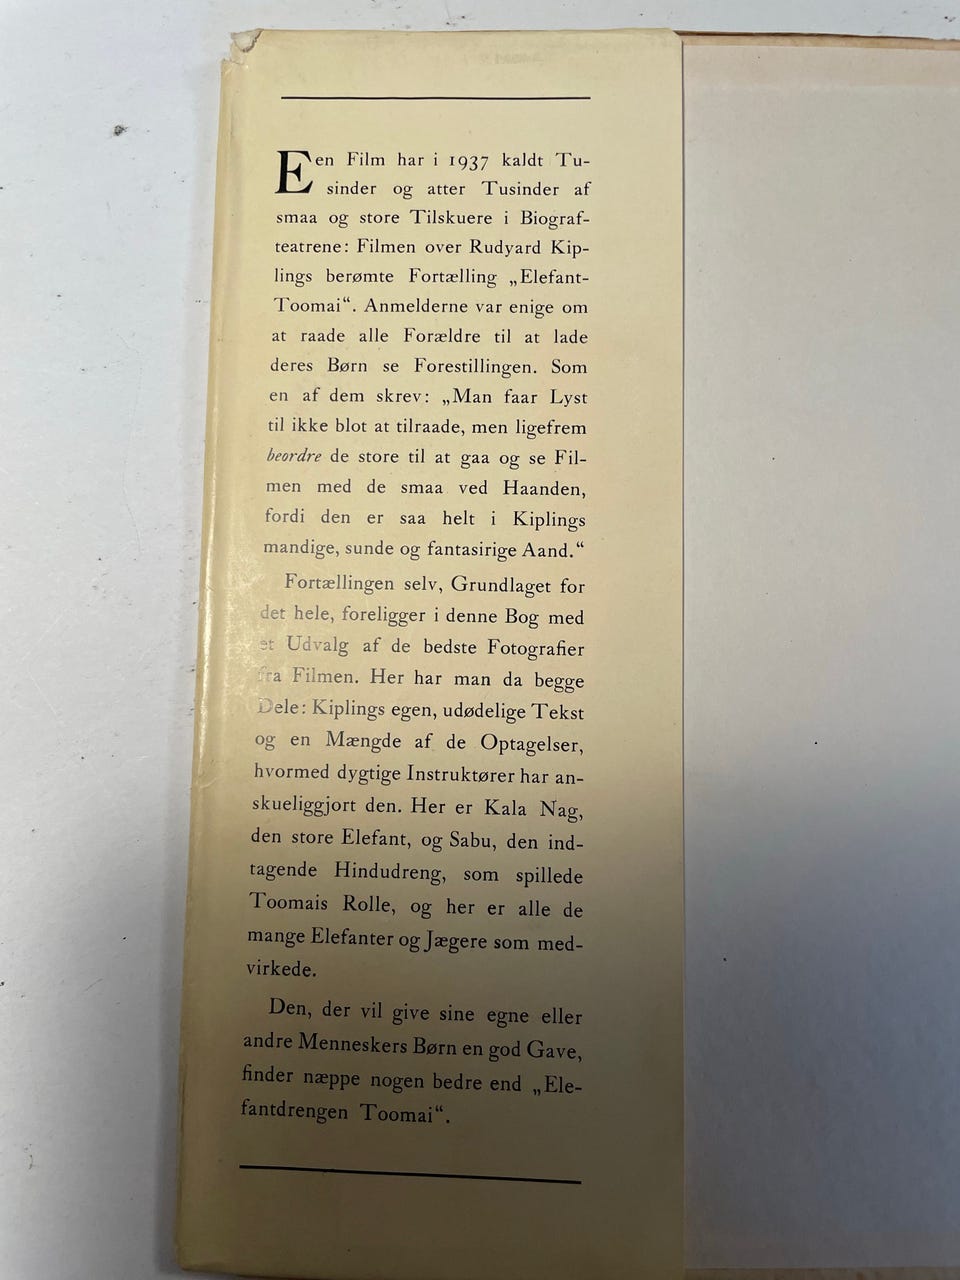 Een Film har i 1937 kaldt Tu-
sinder og atter Tusinder af
smaa og store Tilskuere i Biograf-
teatrene: Filmen over Rudyard Kip-
lings berømte Fortælling „Elefant-
Toomai“. Anmelderne var enige om
at raade alle Forældre til at lade
deres Børn se Forestillingen. Som
en af dem skrev: „Man faar Lyst
til ikke blot at tilraade, men ligefrem
beordre de store til at gaa og se Fil-
men med de smaa ved Haanden,
fordi den er saa helt i Kiplings
mandige, sunde og fantasirige Aand.“
Fortællingen selv, Grundlaget for
det hele, foreligger i denne Bog med
et Udvalg af de bedste Fotografier
fra Filmen. Her har man da begge
Dele: Kiplings egen, udødelige Tekst
og en Mængde af de Optagelser,
hvormed dygtige Instruktører har an-
skueliggjort den. Her er Kala Nag,
den store Elefant, og Sabu, den ind-
tagende Hindudreng, som spillede
Toomais Rolle, og her er alle de
mange Elefanter og Jægere som med-
virkede.
Den, der vil give sine egne eller
andre Menneskers Børn en god Gave,
finder næppe nogen bedre end „Ele-
fantdrengen Toomai“.